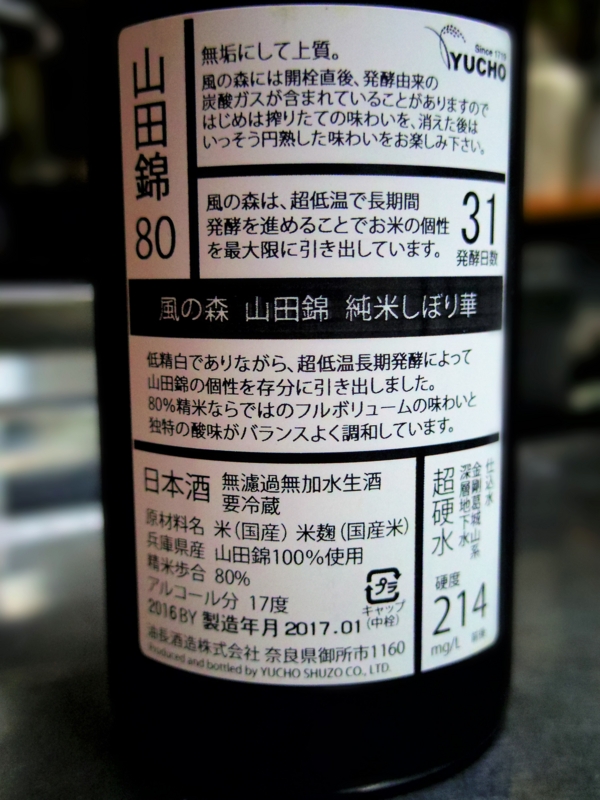 山田錦
80
無垢にして上質。
Since 1719
YUCHO
風の森には開栓直後、発酵由来の
炭酸ガスが含まれていることがありますので
はじめは搾りたての味わいを、消えた後は
いっそう円熟した味わいをお楽しみ下さい。
風の森は、超低温で長期間
発酵を進めることでお米の個性
を最大限に引き出しています。
31
発酵日数
風の森 山田錦 純米しぼり華
低精白でありながら、超低温長期発酵によって
山田錦の個性を存分に引き出しました。
80%精米ならではのフルボリュームの味わいと
独特の酸味がバランスよく調和しています。
日本酒 無濾過無加水生酒
要冷蔵
原材料名 米(国産) 米麹(国産米)
兵庫県産 山田錦100%使用
精米歩合 80%
アルコール分 17度
2016BY 製造年月 2017.01
プラ
キャップ
(中栓)
油長酒造株式会社 奈良県御所市1160
Produced and bottled by YUCHO SHUZO CO., LTD.
仕込水
金剛葛城山系
深層地下水
超硬水
硬度
214
mg/L